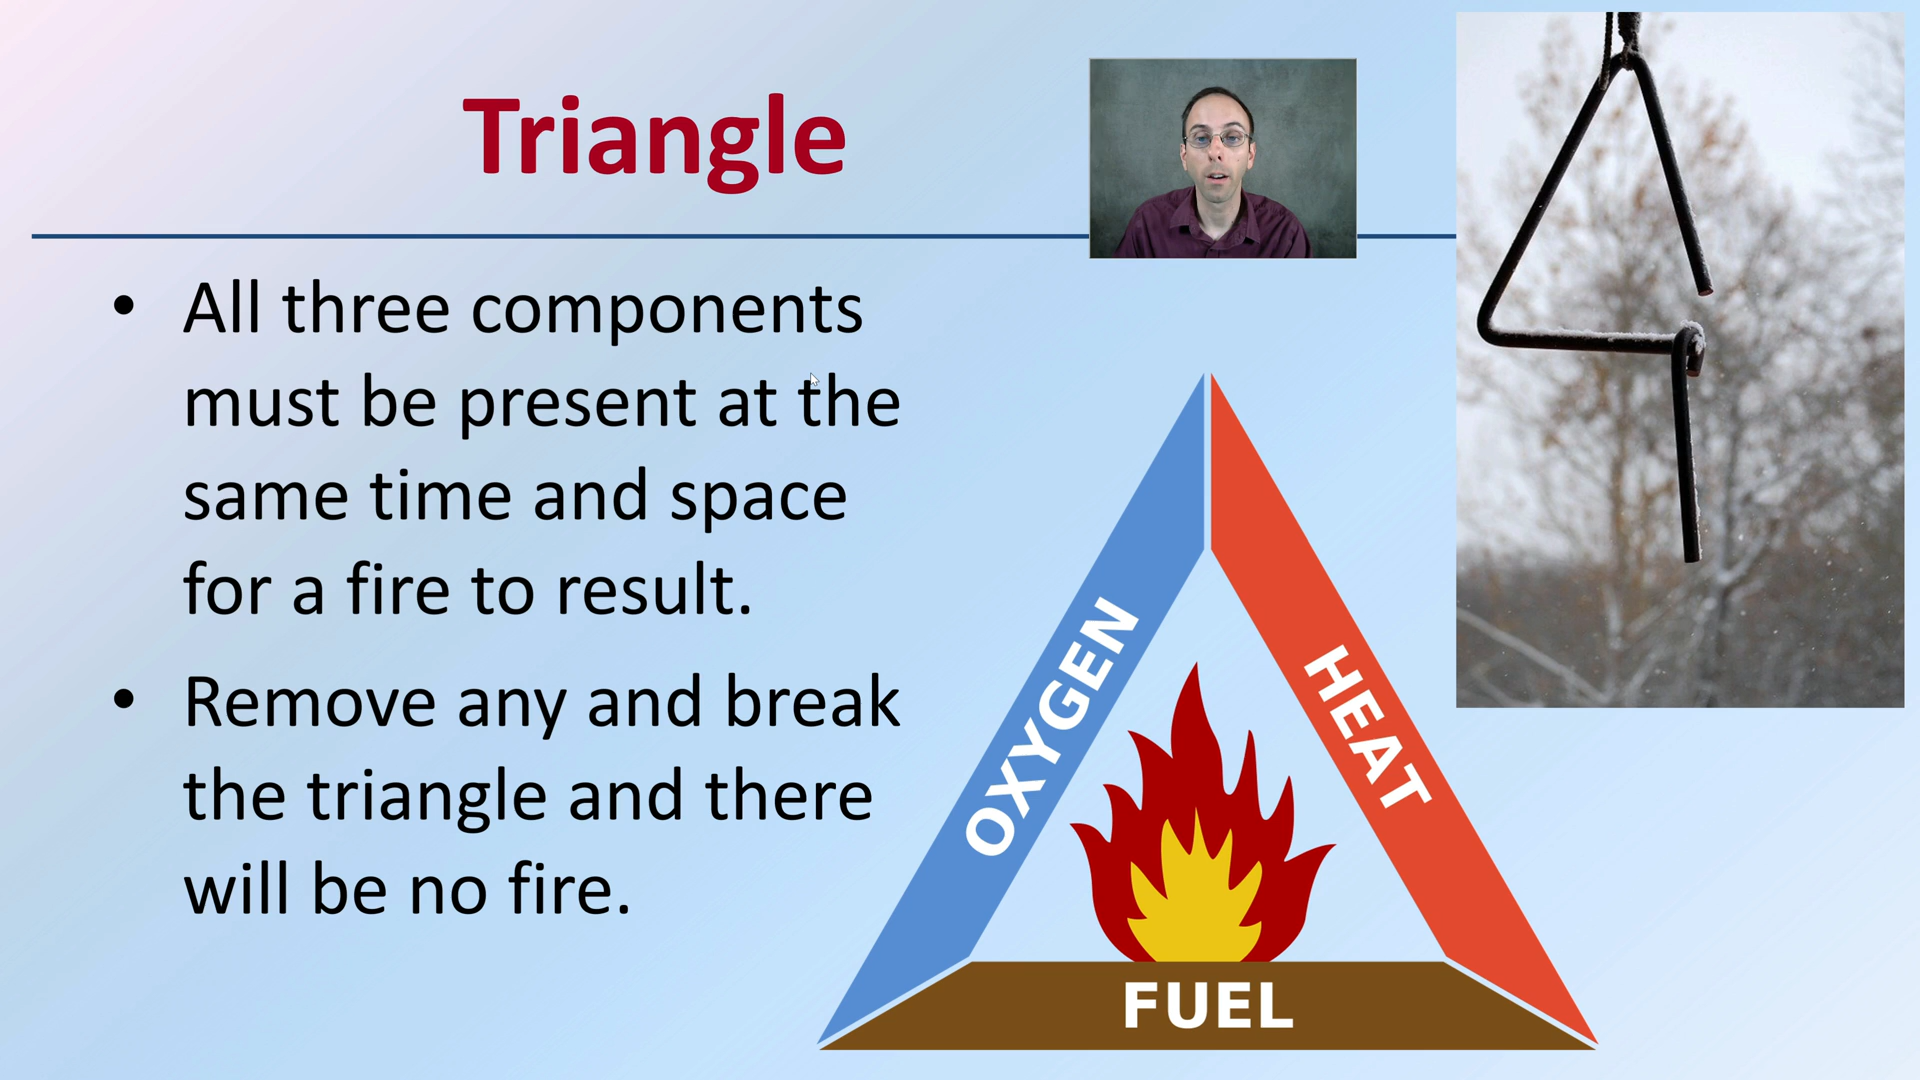 Triangle
• All three components
must be present at the
same time and space
for a fire to result.
• Remove any and break
the triangle and there
will be no fire.
OXYGEN
HEAT
FUEL